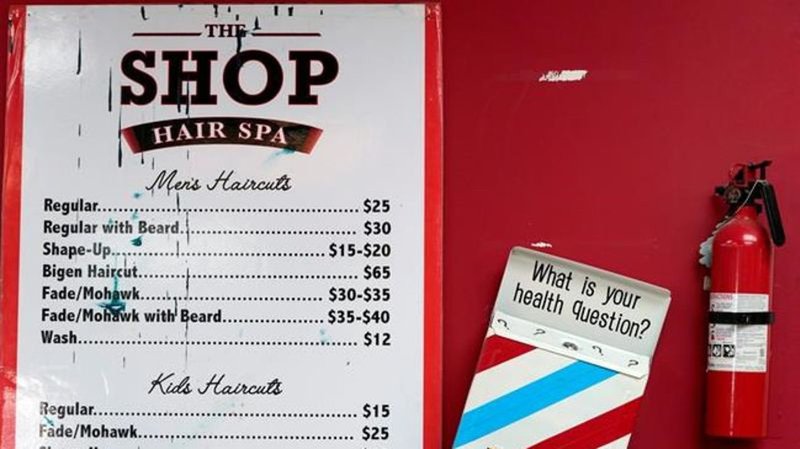 THE
SHOP
HAIR SPA
Men's Haircuts
Regular.......................................................... $25
Regular with Beard........................................ $30
Shape-Up................................................ $15-$20
Bigen Haircut................................................ $65
Fade/Mohawk........................................ $30-$35
Fade/Mohawk with Beard....................... $35-$40
Wash.............................................................. $12
Kids Haircuts
Regular.......................................................... $15
Fade/Mohawk................................................ $25
What is your
health question?